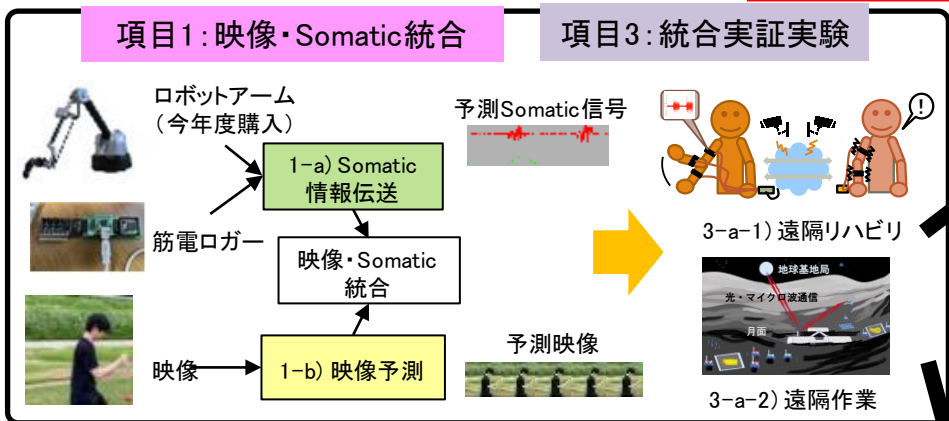 項目1:映像・Somatic統合
項目3:統合実証実験
ロボットアーム
(今年度購入)
予測Somatic信号
1-a) Somatic
情報伝送
筋電ロガー
映像・Somatic
統合
3-a-1) 遠隔リハビリ
地球基地局
光・マイクロ波通信
月面
予測映像
映像
1-b) 映像予測
3-a-2) 遠隔作業
!